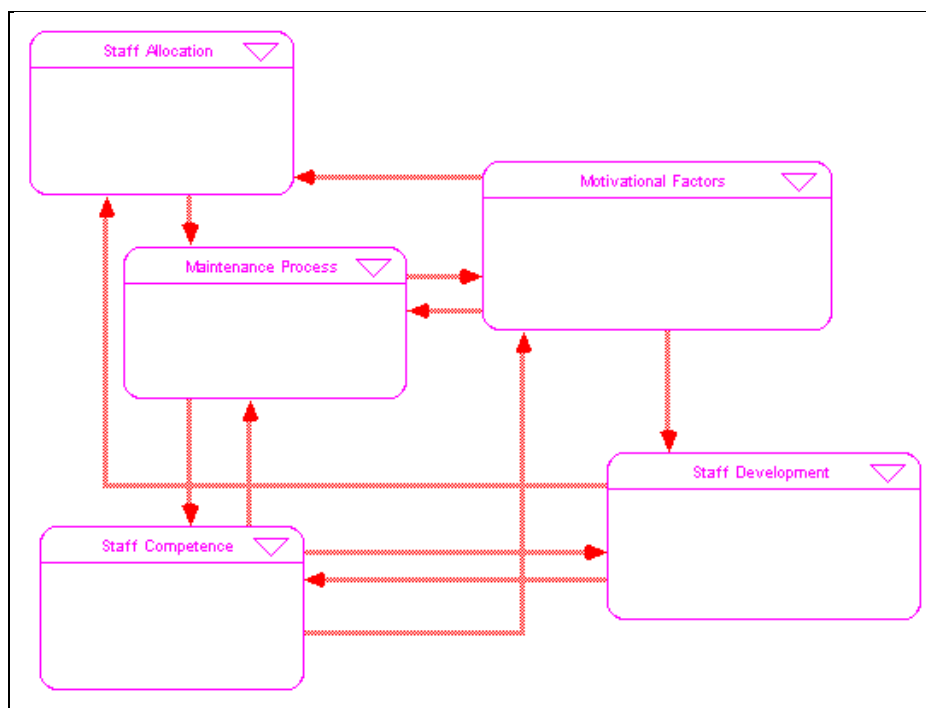 Staff Allocation
Motivational Factors
Maintenance Process
Staff Development
Staff Competence